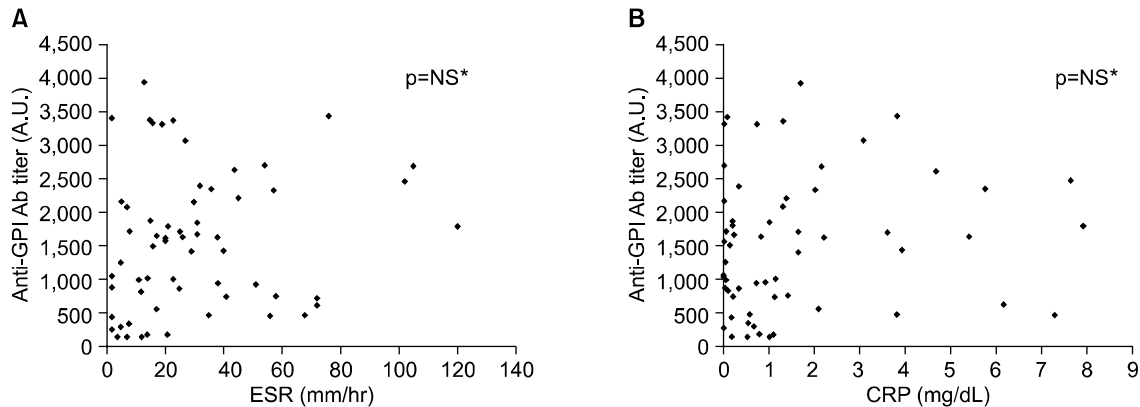 A
4,500
4,000
3,500
3,000
2,500
2,000
1,500
1,000
500
0
Anti-GPI Ab titer (A.U.)
p=NS*
0 20 40 60 80 100 120 140
ESR (mm/hr)
B
4,500
4,000
3,500
3,000
2,500
2,000
1,500
1,000
500
0
Anti-GPI Ab titer (A.U.)
p=NS*
0 1 2 3 4 5 6 7 8 9
CRP (mg/dL)